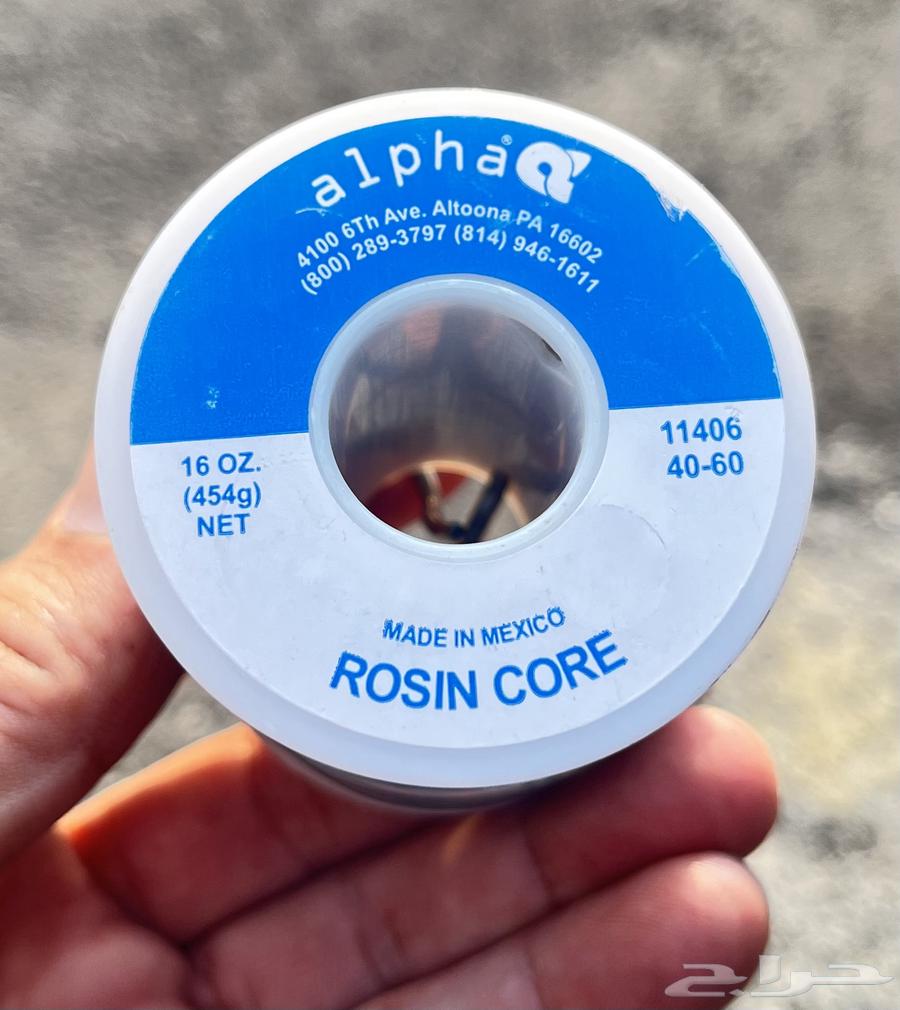 alpha®
4100 6Th Ave. Altoona PA 16602
(800) 289-3797 (814) 946-1611
16 OZ.
(454g)
NET
11406
40-60
MADE IN MEXICO
ROSIN CORE
حراج